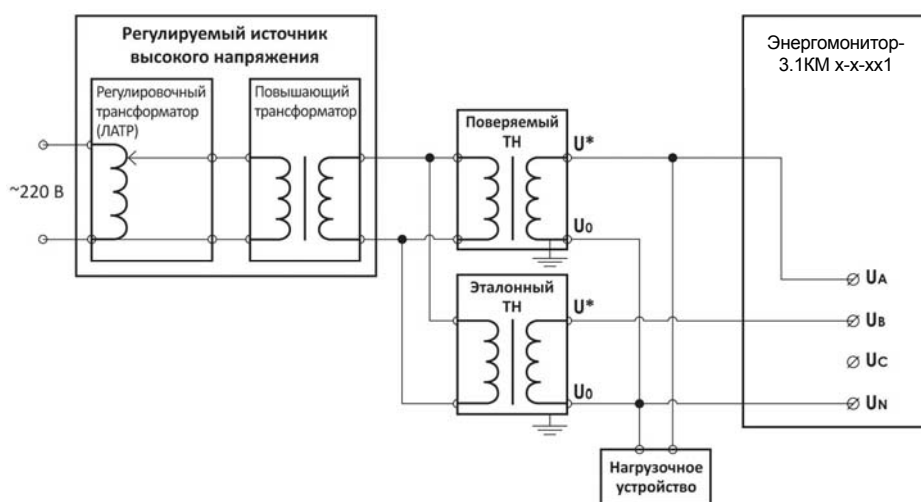 Регулируемый источник
высокого напряжения
Регулировочный
трансформатор
(ЛАТР)
Повышающий
трансформатор
~220 В
Поверяемый
ТН
U*
U0
Эталонный
ТН
U*
U0
Нагрузочное
устройство
Энергомонитор-
3.1КМ х-х-хх1
UA
UB
UC
UN